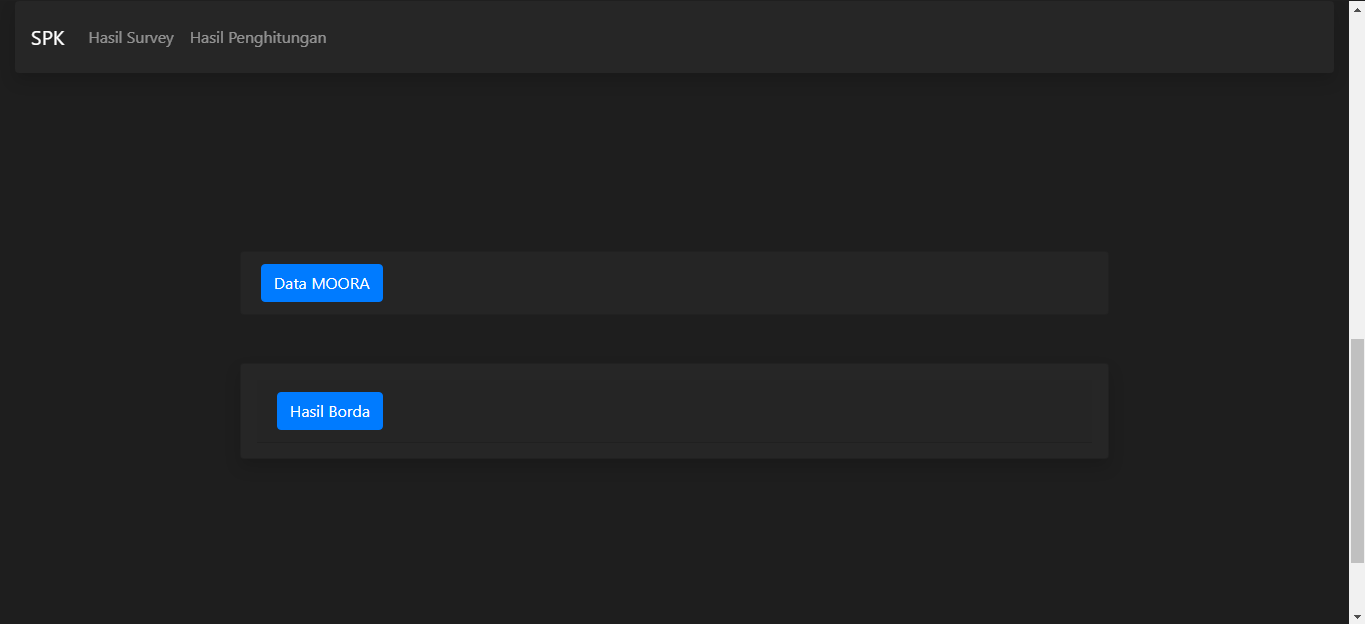 SPK Hasil Survey Hasil Penghitungan
Data MOORA
Hasil Borda